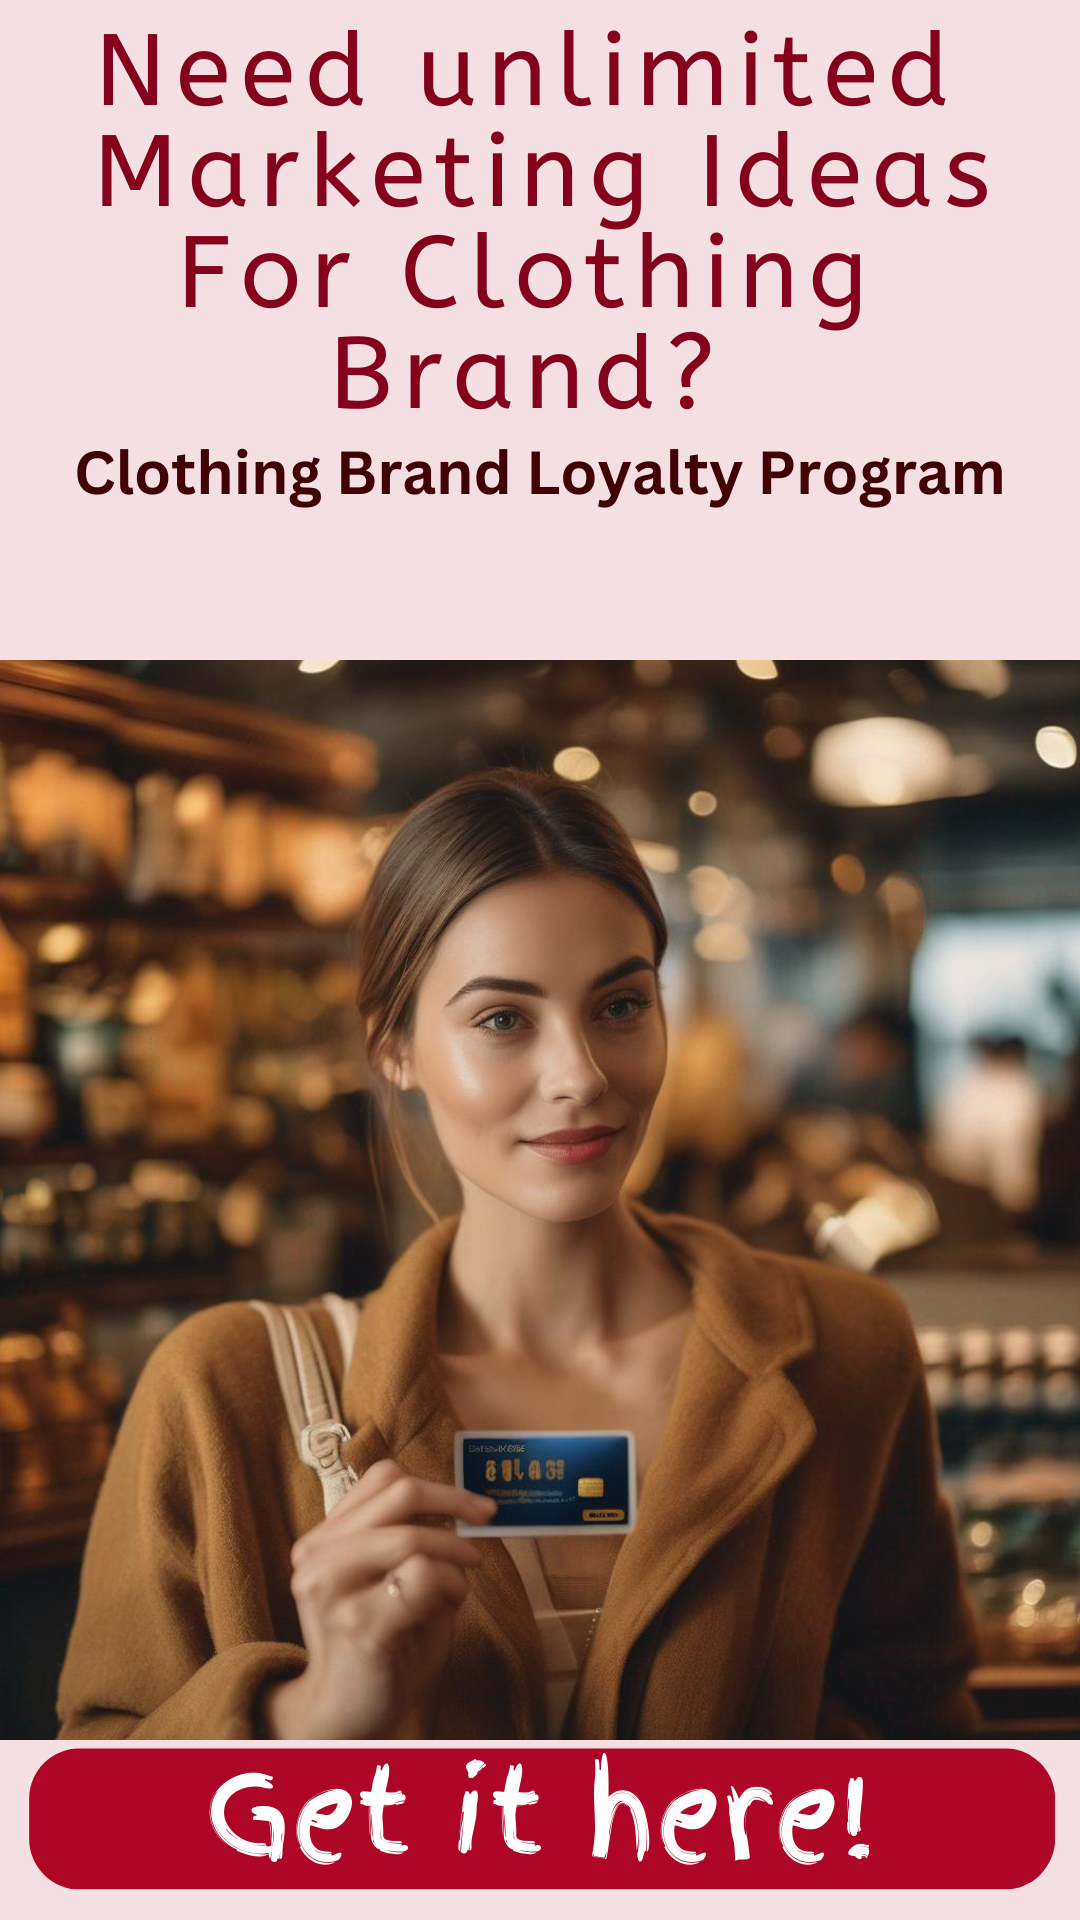 Need unlimited
Marketing Ideas
For Clothing
Brand?
Clothing Brand Loyalty Program
Get it here!